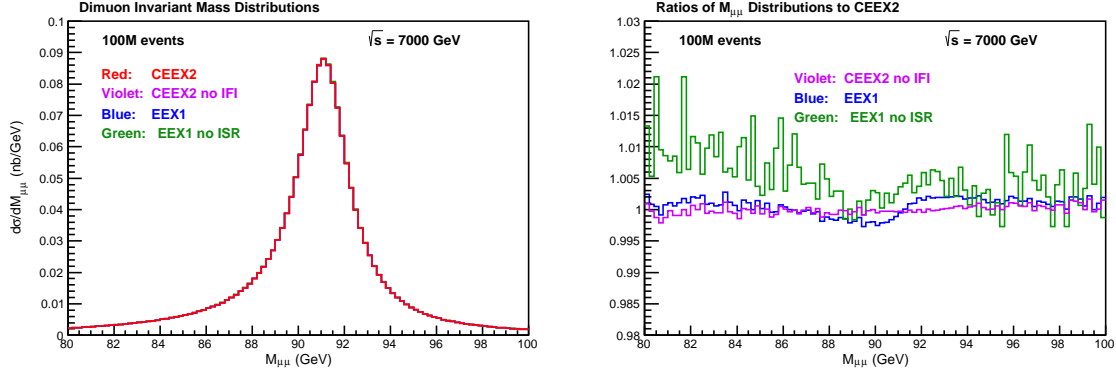 Dimuon Invariant Mass Distributions
100M events
√s = 7000 GeV
Red: CEEX2
Violet: CEEX2 no IFI
Blue: EEX1
Green: EEX1 no ISR
dσ/dMμμ (nb/GeV)
0.1
0.09
0.08
0.07
0.06
0.05
0.04
0.03
0.02
0.01
0
80 82 84 86 88 90 92 94 96 98 100
Mμμ (GeV)
Ratios of Mμμ Distributions to CEEX2
100M events
√s = 7000 GeV
Violet: CEEX2 no IFI
Blue: EEX1
Green: EEX1 no ISR
1.03
1.025
1.02
1.015
1.01
1.005
1
0.995
0.99
0.985
0.98
80 82 84 86 88 90 92 94 96 98 100
Mμμ (GeV)